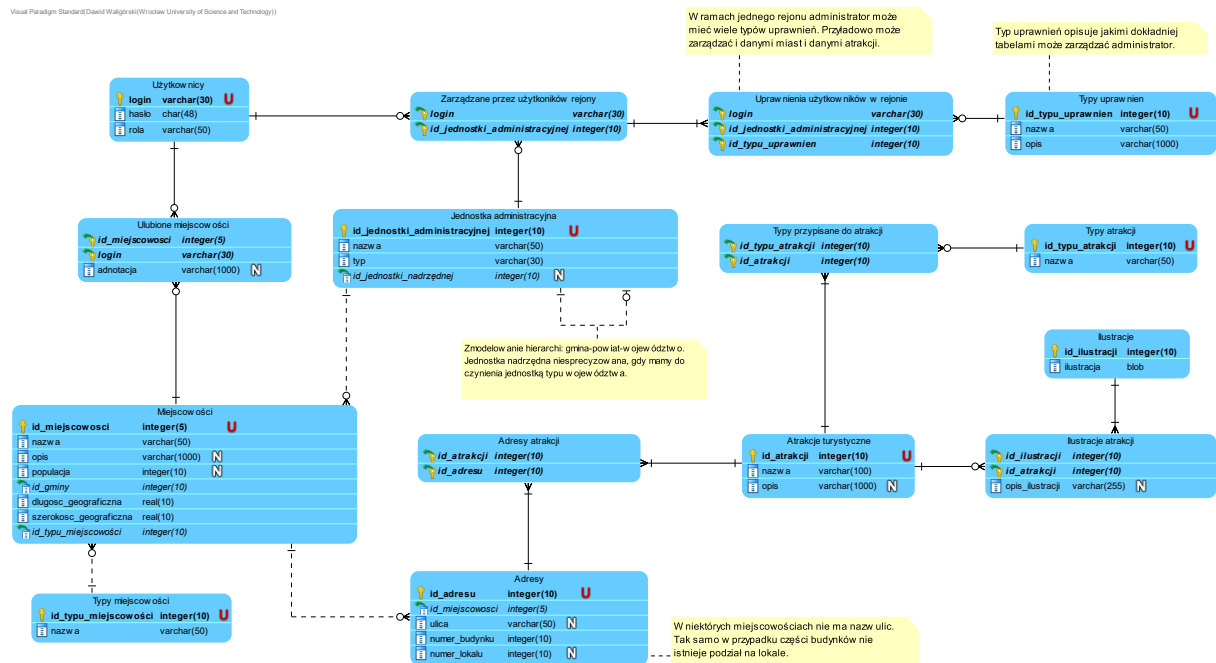 Visual Paradigm Standard(Dawid Waligórski(Wrocław University of Science and Technology))
W ramach jednego rejonu administrator może
mieć wiele typów uprawnień. Przyładowo może
zarządzać i danymi miast i danymi atrakcji.
Typ uprawnień opisuje jakimi dokładniej
tabelami może zarządzać administrator.
Użytkownicy
login varchar(30) U
hasło char(48)
rola varchar(50)
Zarządzane przez użytkoników rejony
login varchar(30)
id_jednostki_administracyjnej integer(10)
Uprawnienia użytkowników w rejonie
login varchar(30)
id_jednostki_administracyjnej integer(10)
id_typu_uprawnien integer(10)
Typy uprawnien
id_typu_uprawnien integer(10) U
nazwa varchar(50)
opis varchar(1000)
Ulubione miejscowości
id_miejscowosci integer(5)
login varchar(30)
adnotacja varchar(1000) N
Jednostka administracyjna
id_jednostki_administracyjnej integer(10) U
nazwa varchar(50)
typ varchar(30)
id_jednostki_nadrzędnej integer(10) N
Typy przypisane do atrakcji
id_typu_atrakcji integer(10)
id_atrakcji integer(10)
Typy atrakcji
id_typu_atrakcji integer(10) U
nazwa varchar(50)
Zmodelowanie hierarchi: gmina-powiat-województwo.
Jednostka nadrzędna niesprecyzowana, gdy mamy do
czynienia jednostką typu województwa.
Ilustracje
id_ilustracji integer(10)
ilustracja blob
Miejscowości
id_miejscowosci integer(5) U
nazwa varchar(50)
opis varchar(1000) N
populacja integer(10) N
id_gminy integer(10)
dlugosc_geograficzna real(10)
szerokosc_geograficzna real(10)
id_typu_miejscowości integer(10)
Adresy atrakcji
id_atrakcji integer(10)
id_adresu integer(10)
Atrakcje turystyczne
id_atrakcji integer(10) U
nazwa varchar(100)
opis varchar(1000) N
Ilustracje atrakcji
id_ilustracji integer(10)
id_atrakcji integer(10)
opis_ilustracji varchar(255) N
Typy miejscowości
id_typu_miejscowości integer(10) U
nazwa varchar(50)
Adresy
id_adresu integer(10) U
id_miejscowosci integer(5)
ulica varchar(50) N
numer_budynku integer(10)
numer_lokalu integer(10) N
W niektórych miejscowościach nie ma nazw ulic.
Tak samo w przypadku części budynków nie
istnieje podział na lokale.